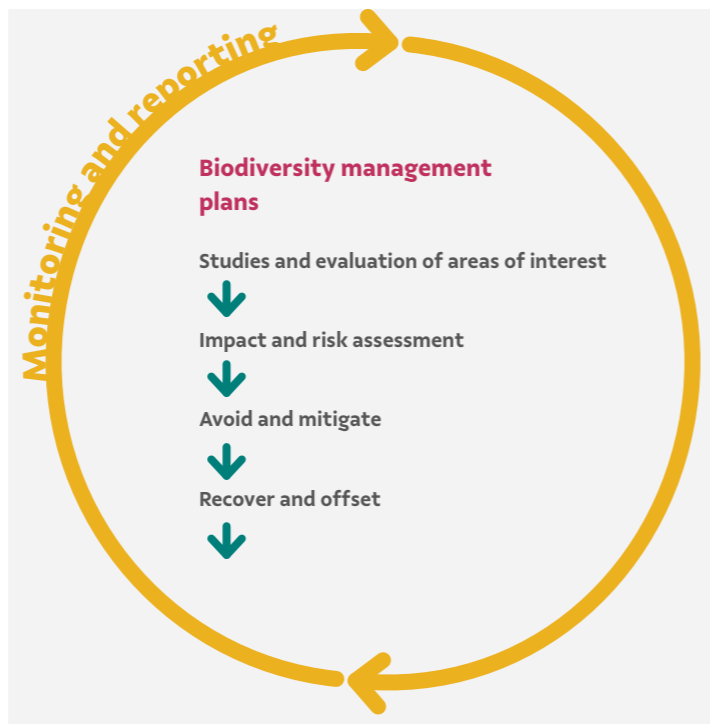 Monitoring and reporting
Biodiversity management
plans
Studies and evaluation of areas of interest
Impact and risk assessment
Avoid and mitigate
Recover and offset